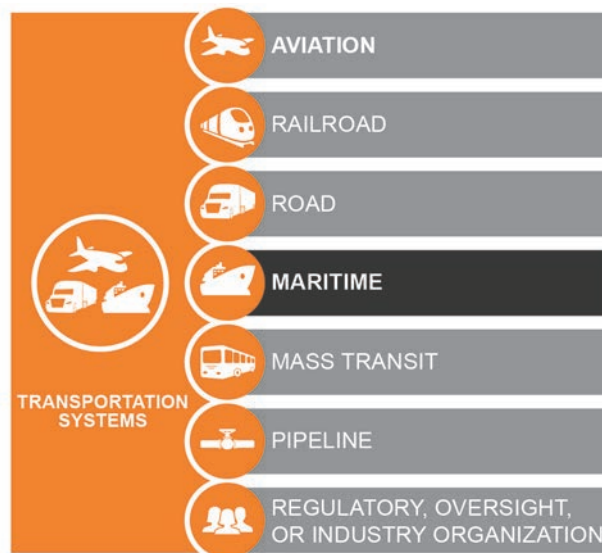 AVIATION
RAILROAD
ROAD
MARITIME
MASS TRANSIT
TRANSPORTATION
SYSTEMS
PIPELINE
REGULATORY, OVERSIGHT,
OR INDUSTRY ORGANIZATION